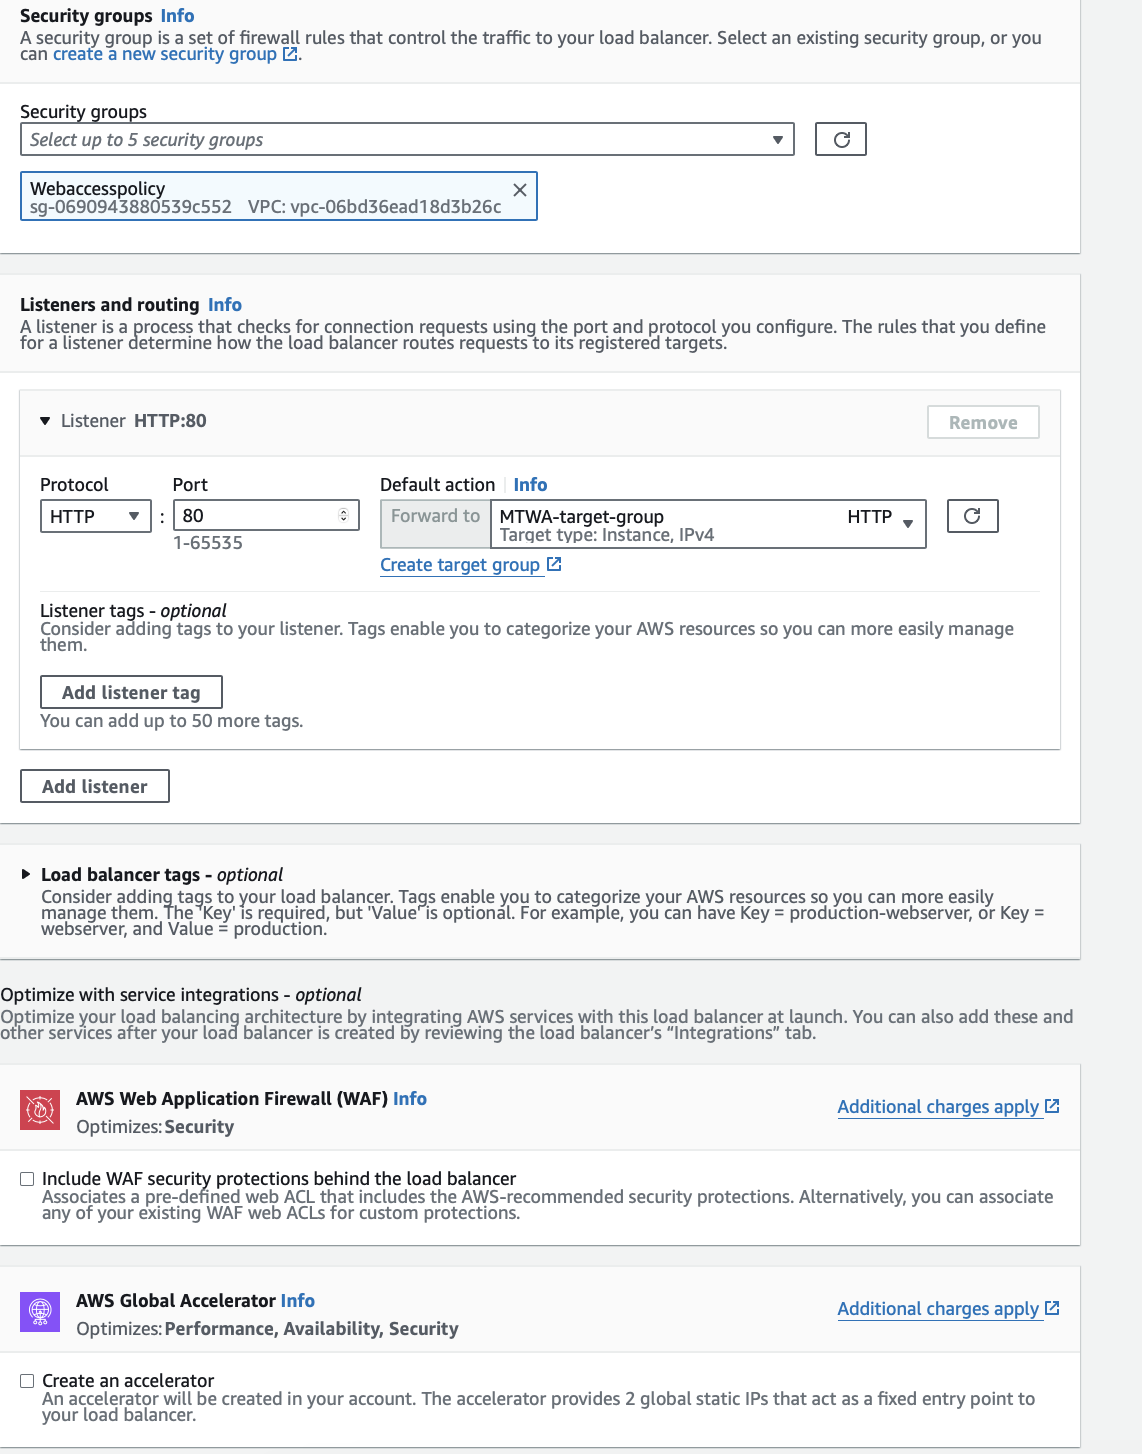 Security groups Info
A security group is a set of firewall rules that control the traffic to your load balancer. Select an existing security group, or you
can create a new security group.
Security groups
Select up to 5 security groups
Webaccesspolicy
sg-0690943880539c552 VPC: vpc-06bd36ead18d3b26c
Listeners and routing Info
A listener is a process that checks for connection requests using the port and protocol you configure. The rules that you define
for a listener determine how the load balancer routes requests to its registered targets.
Listener HTTP:80
Remove
Protocol Port Default action Info
HTTP : 80 Forward to MTWA-target-group HTTP
Target type: Instance, IPv4
1-65535
Create target group
Listener tags - optional
Consider adding tags to your listener. Tags enable you to categorize your AWS resources so you can more easily manage
them.
Add listener tag
You can add up to 50 more tags.
Add listener
Load balancer tags - optional
Consider adding tags to your load balancer. Tags enable you to categorize your AWS resources so you can more easily
manage them. The 'Key' is required, but 'Value' is optional. For example, you can have Key = production-webserver, or Key =
webserver, and Value = production.
Optimize with service integrations - optional
Optimize your load balancing architecture by integrating AWS services with this load balancer at launch. You can also add these and
other services after your load balancer is created by reviewing the load balancer’s “Integrations” tab.
AWS Web Application Firewall (WAF) Info
Optimizes: Security
Additional charges apply
Include WAF security protections behind the load balancer
Associates a pre-defined web ACL that includes the AWS-recommended security protections. Alternatively, you can associate
any of your existing WAF web ACLs for custom protections.
AWS Global Accelerator Info
Optimizes: Performance, Availability, Security
Additional charges apply
Create an accelerator
An accelerator will be created in your account. The accelerator provides 2 global static IPs that act as a fixed entry point to
your load balancer.